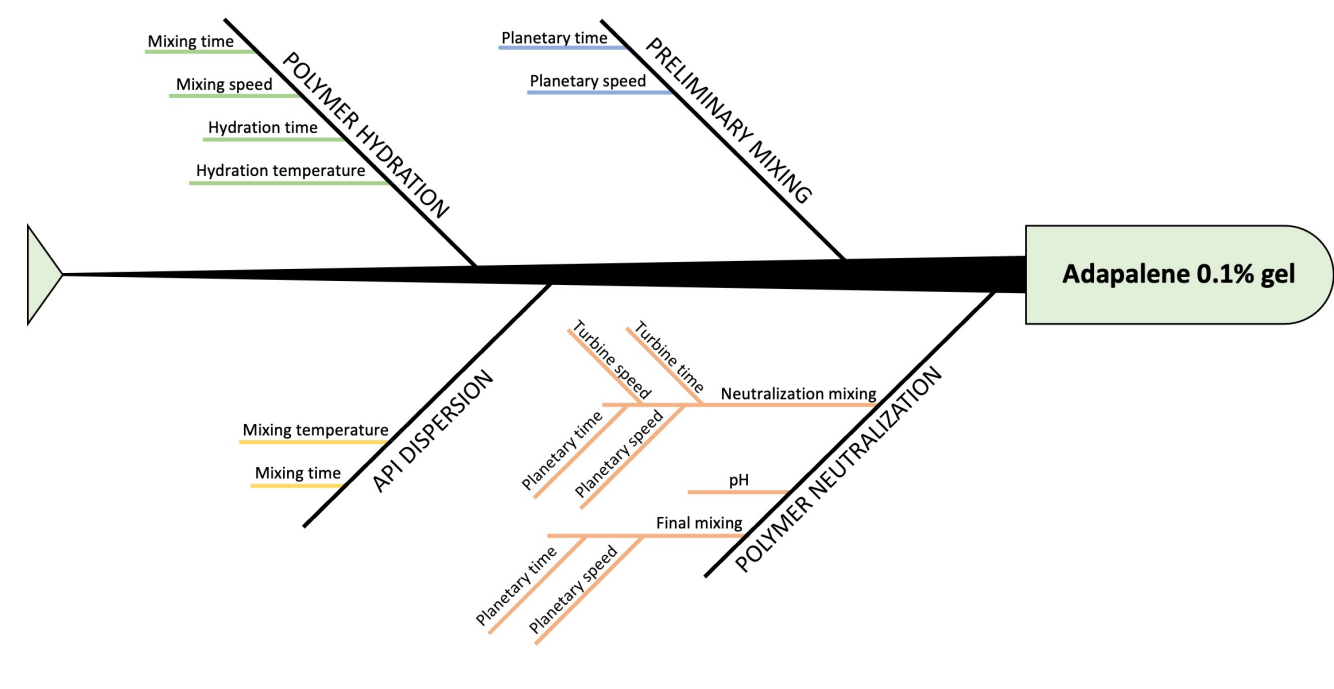 Mixing time
Mixing speed
Hydration time
Hydration temperature
POLYMER HYDRATION
Planetary time
Planetary speed
PRELIMINARY MIXING
Adapalene 0.1% gel
Mixing temperature
Mixing time
API DISPERSION
Turbine speed
Turbine time
Neutralization mixing
Planetary time
Planetary speed
pH
Final mixing
Planetary time
Planetary speed
POLYMER NEUTRALIZATION